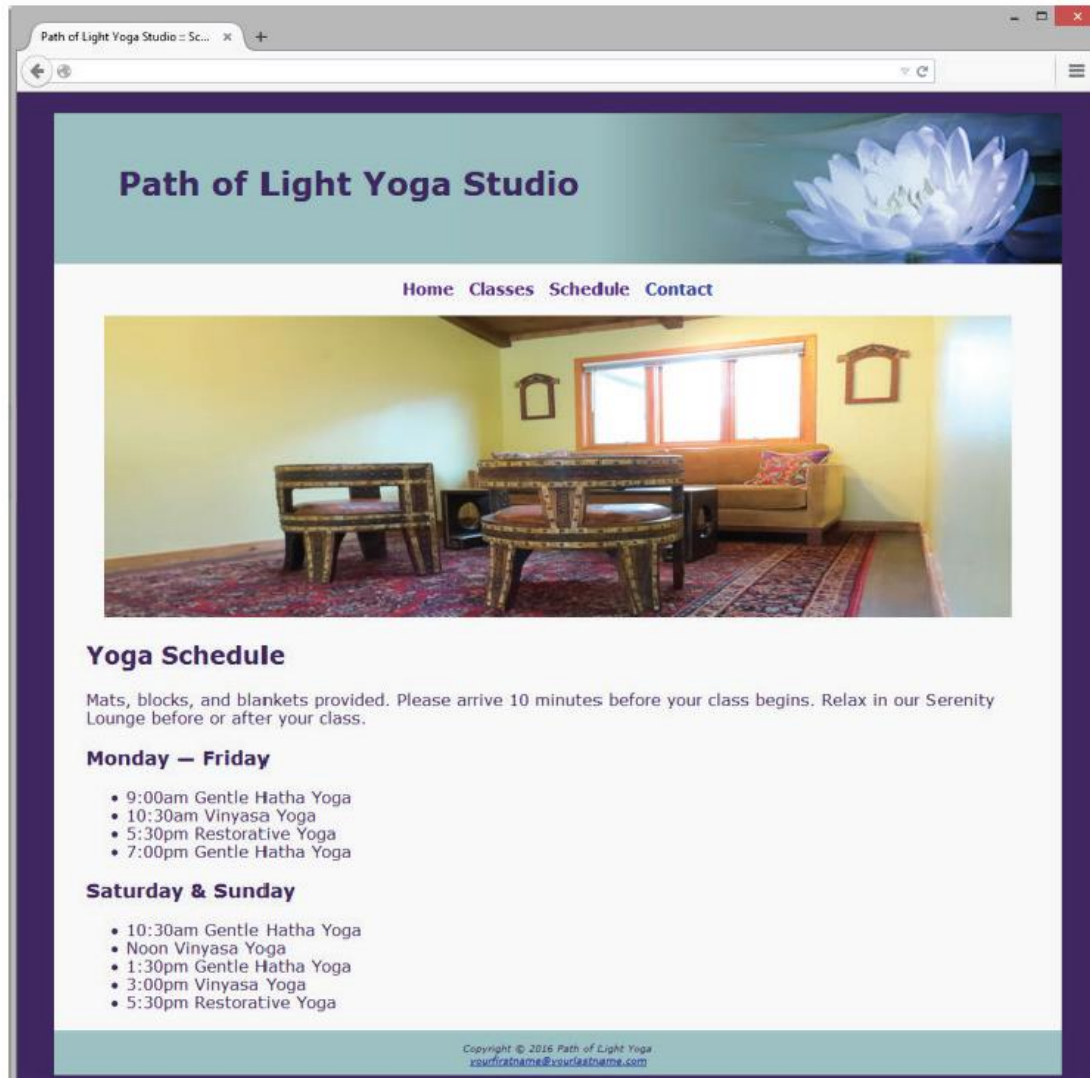 Path of Light Yoga Studio :: Sc...
Path of Light Yoga Studio
Home Classes Schedule Contact
Yoga Schedule
Mats, blocks, and blankets provided. Please arrive 10 minutes before your class begins. Relax in our Serenity
Lounge before or after your class.
Monday — Friday
• 9:00am Gentle Hatha Yoga
• 10:30am Vinyasa Yoga
• 5:30pm Restorative Yoga
• 7:00pm Gentle Hatha Yoga
Saturday & Sunday
• 10:30am Gentle Hatha Yoga
• Noon Vinyasa Yoga
• 1:30pm Gentle Hatha Yoga
• 3:00pm Vinyasa Yoga
• 5:30pm Restorative Yoga
Copyright © 2016 Path of Light Yoga
yourfirstname@yourlastname.com